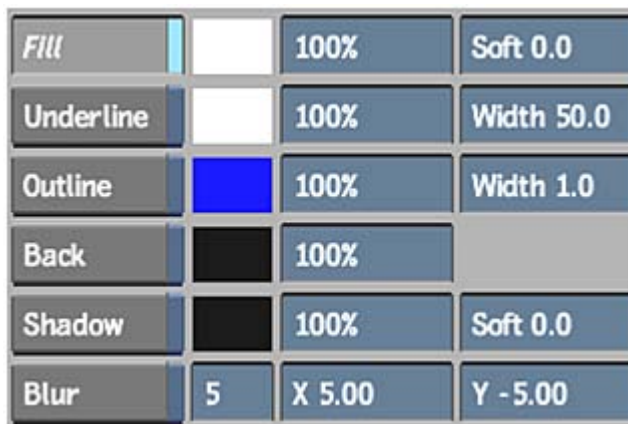 Fill 100% Soft 0.0
Underline 100% Width 50.0
Outline 100% Width 1.0
Back 100%
Shadow 100% Soft 0.0
Blur 5 X 5.00 Y -5.00